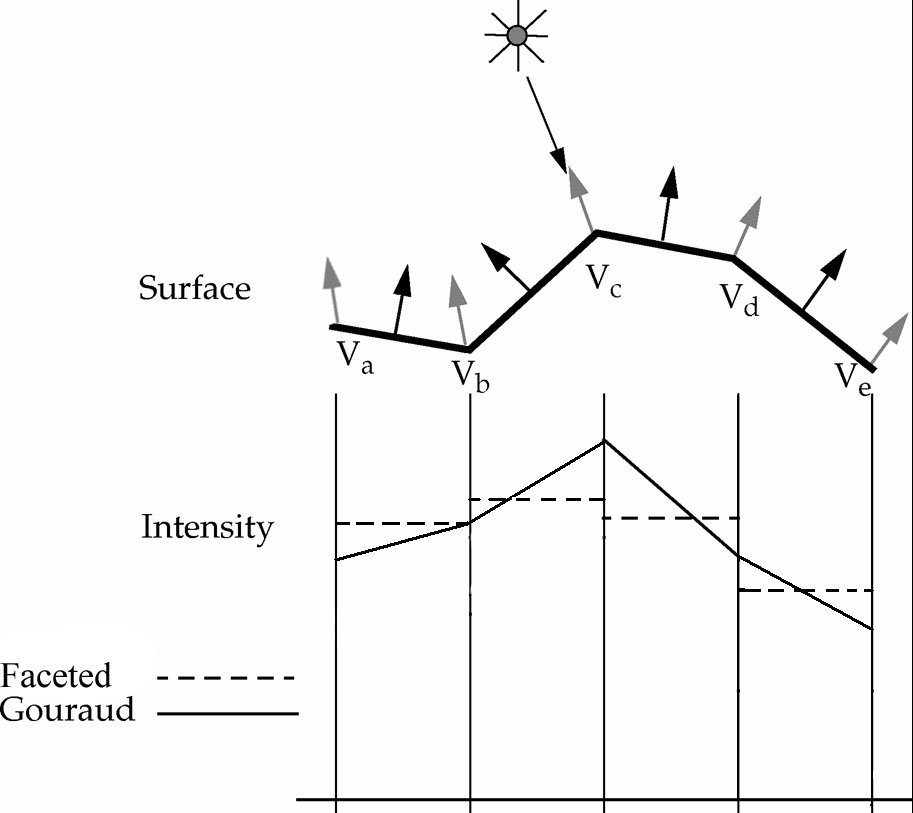 Surface
Va
Vb
Vc
Vd
Ve
Intensity
Faceted
Gouraud